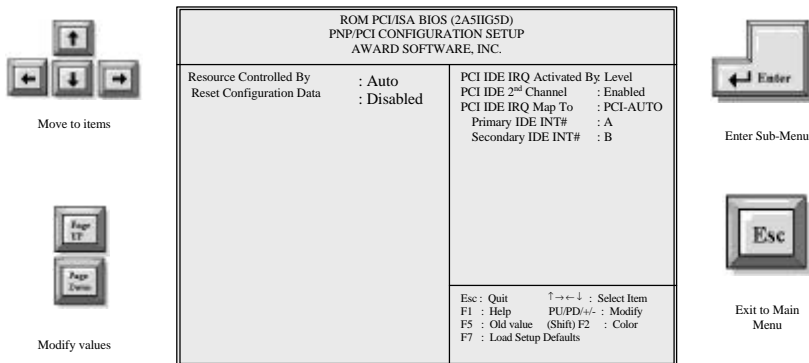 ROM PCI/ISA BIOS (2A5IIG5D)
PNP/PCI CONFIGURATION SETUP
AWARD SOFTWARE, INC.
Resource Controlled By : Auto
Reset Configuration Data : Disabled
PCI IDE IRQ Activated By: Level
PCI IDE 2nd Channel : Enabled
PCI IDE IRQ Map To : PCI-AUTO
Primary IDE INT# : A
Secondary IDE INT# : B
Esc : Quit ↑→←↓ : Select Item
F1 : Help PU/PD/+/- : Modify
F5 : Old value (Shift) F2 : Color
F7 : Load Setup Defaults
Move to items
Page
UP
Page
Down
Modify values
Enter
Enter Sub-Menu
Esc
Exit to Main
Menu